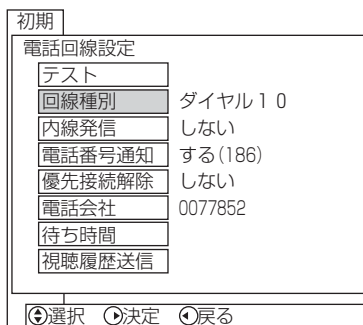 初期
電話回線設定
テスト
回線種別 ダイヤル10
内線発信 しない
電話番号通知 する(186)
優先接続解除 しない
電話会社 0077852
待ち時間
視聴履歴送信
選択 決定 戻る